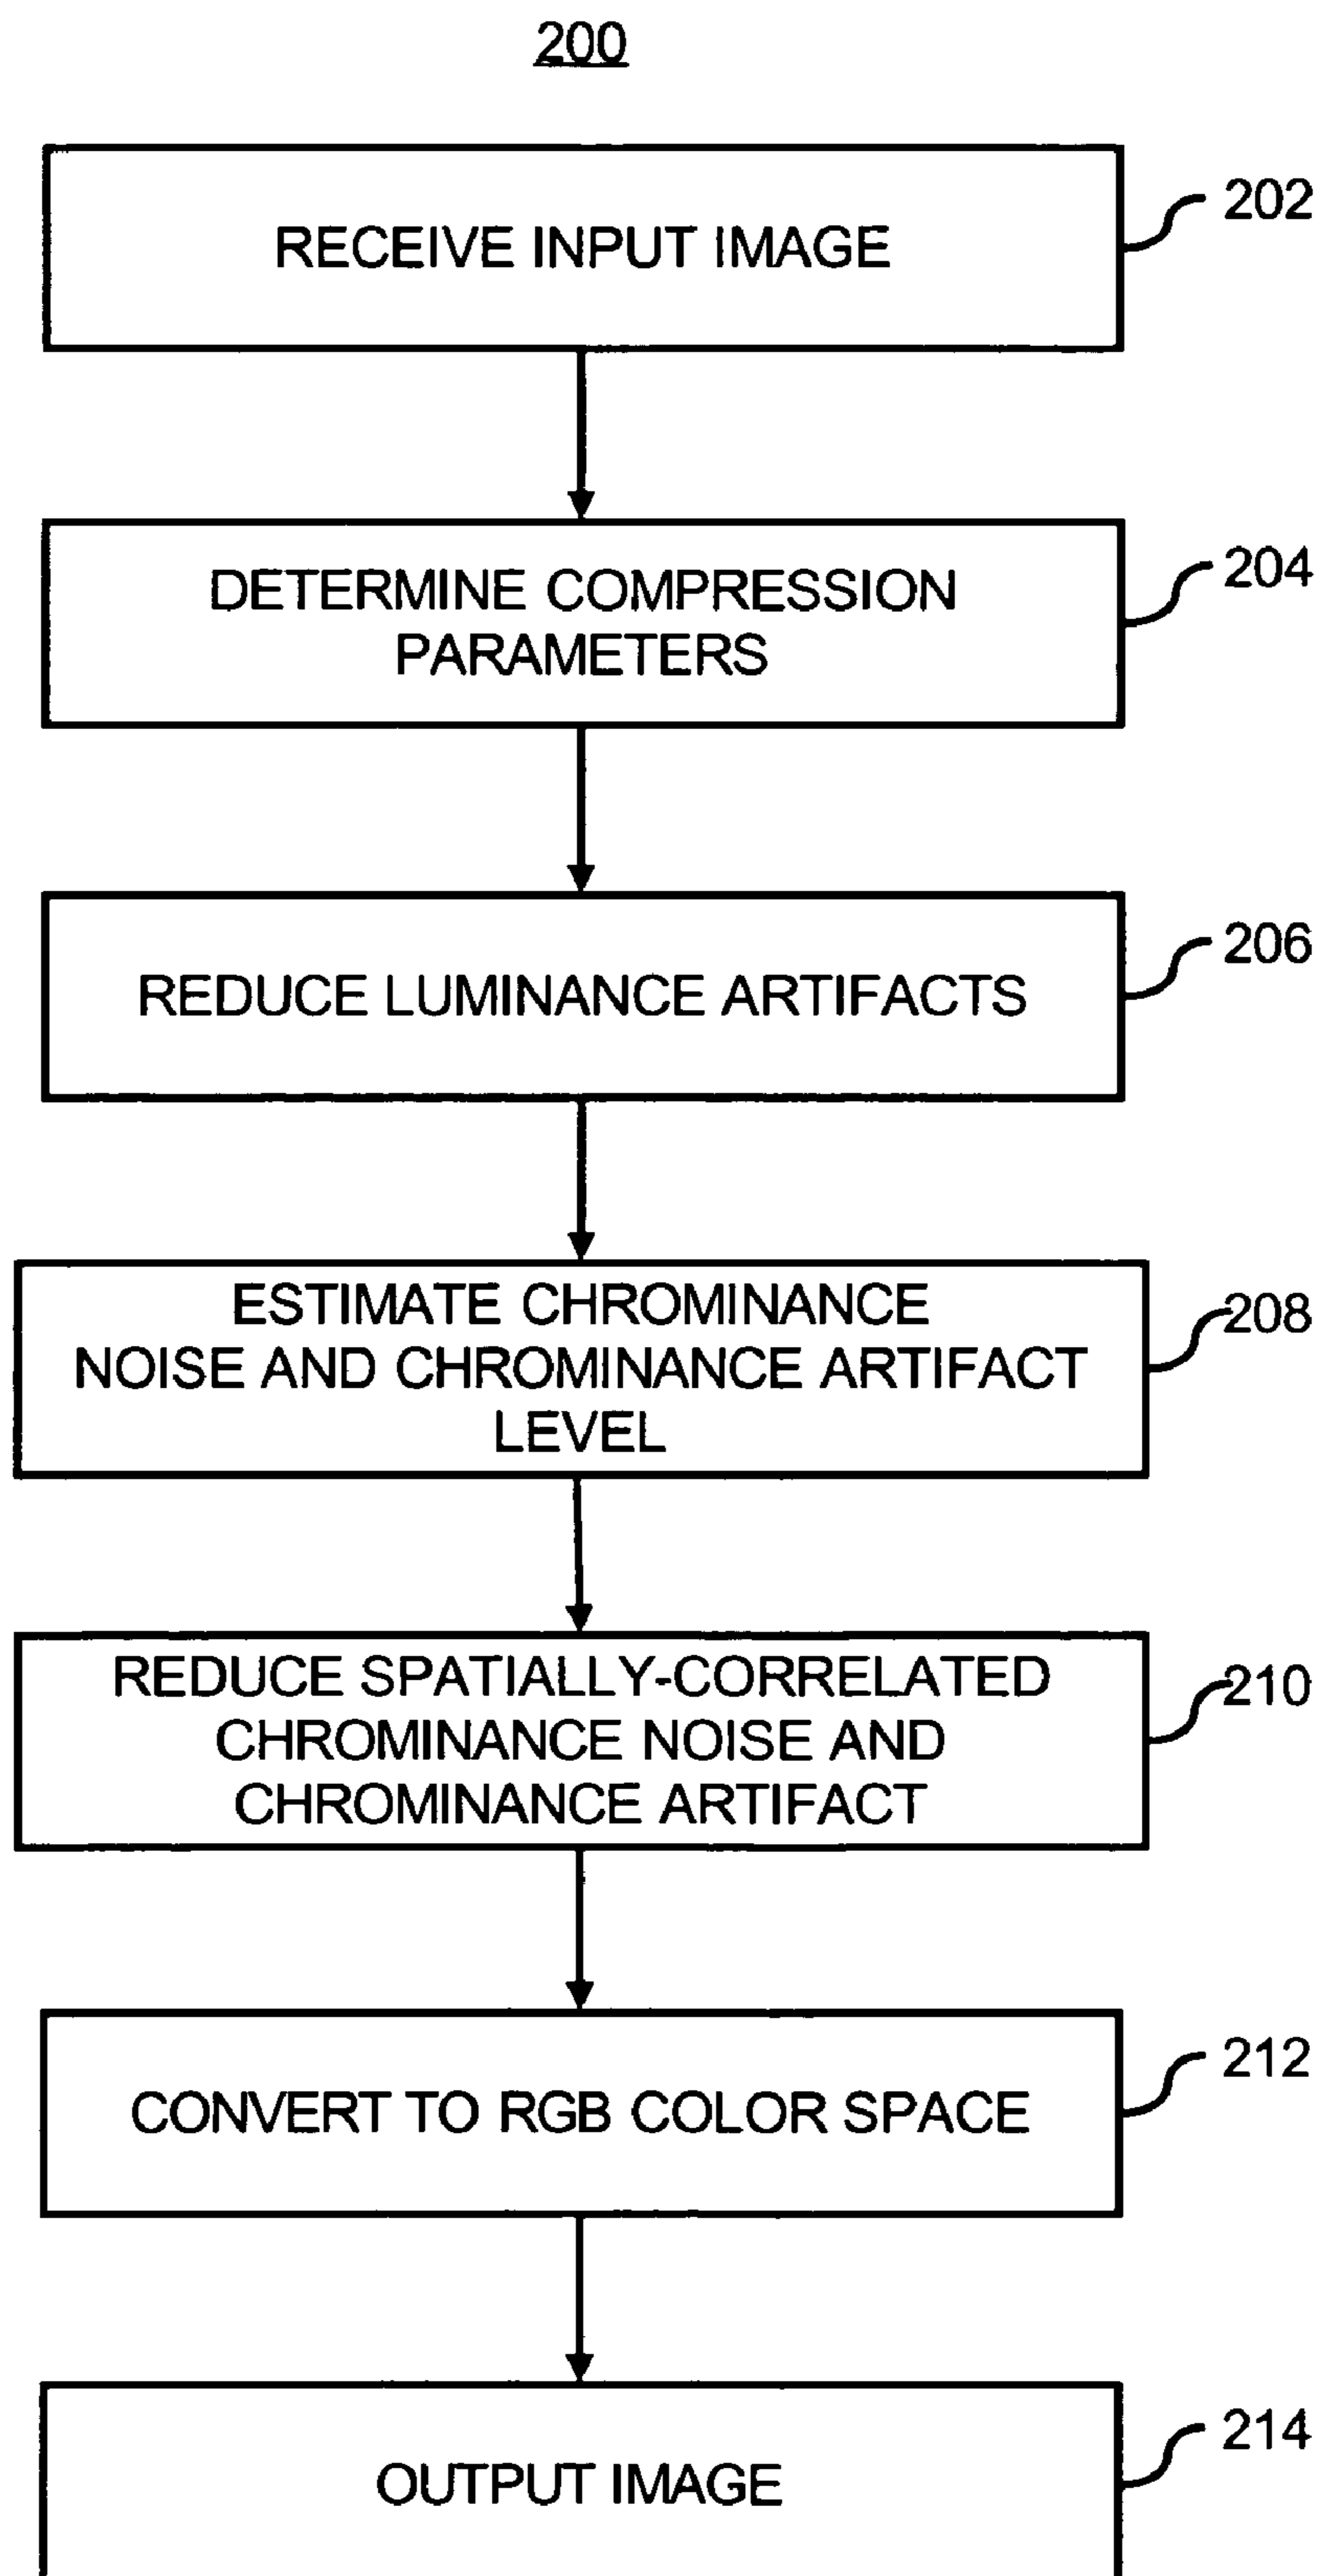 200
RECEIVE INPUT IMAGE
202
DETERMINE COMPRESSION
PARAMETERS
204
REDUCE LUMINANCE ARTIFACTS
206
ESTIMATE CHROMINANCE
NOISE AND CHROMINANCE ARTIFACT
LEVEL
208
REDUCE SPATIALLY-CORRELATED
CHROMINANCE NOISE AND
CHROMINANCE ARTIFACT
210
CONVERT TO RGB COLOR SPACE
212
OUTPUT IMAGE
214